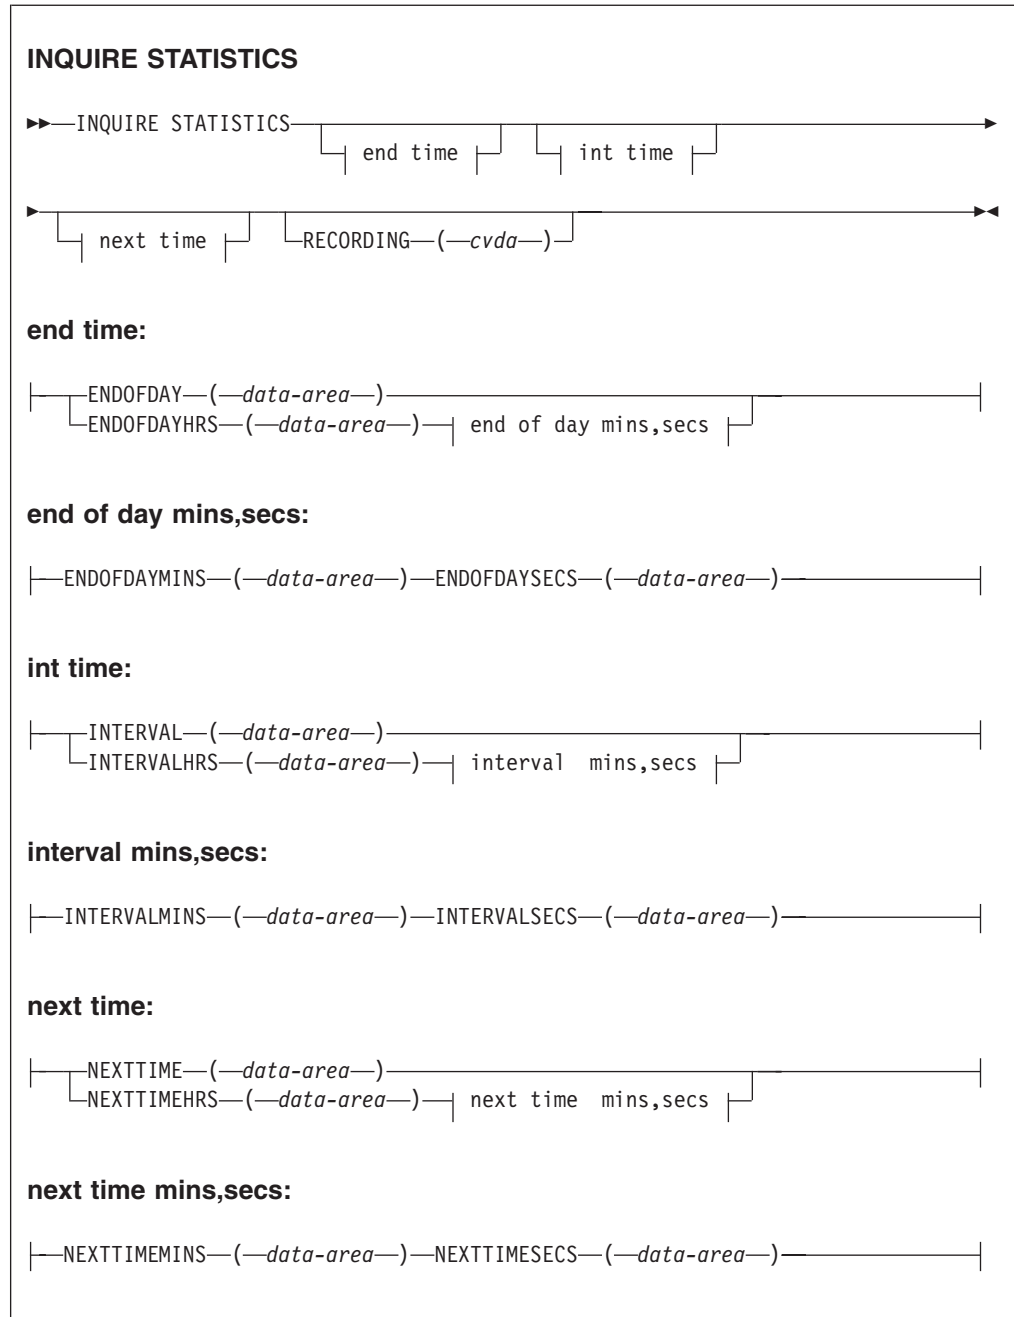 INQUIRE STATISTICS
INQUIRE STATISTICS
end time int time
next time RECORDING ( cvda )
end time:
ENDOFDAY ( data-area )
ENDOFDAYHRS ( data-area ) end of day mins,secs
end of day mins,secs:
ENDOFDAYMINS ( data-area ) ENDOFDAYSECS ( data-area )
int time:
INTERVAL ( data-area )
INTERVALHRS ( data-area ) interval mins,secs
interval mins,secs:
INTERVALMINS ( data-area ) INTERVALSECS ( data-area )
next time:
NEXTTIME ( data-area )
NEXTTIMEHRS ( data-area ) next time mins,secs
next time mins,secs:
NEXTTIMEMINS ( data-area ) NEXTTIMESECS ( data-area )